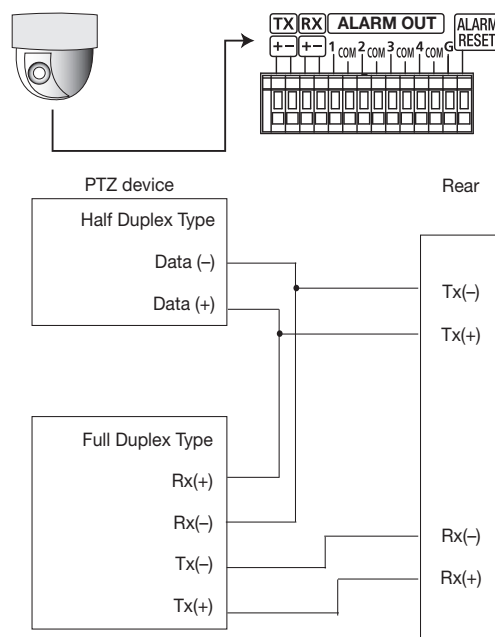 TX RX ALARM OUT ALARM RESET
+ - + - 1 COM 2 COM 3 COM 4 COM G
PTZ device
Rear
Half Duplex Type
Data (–)
Data (+)
Tx(–)
Tx(+)
Full Duplex Type
Rx(+)
Rx(–)
Tx(–)
Tx(+)
Rx(–)
Rx(+)